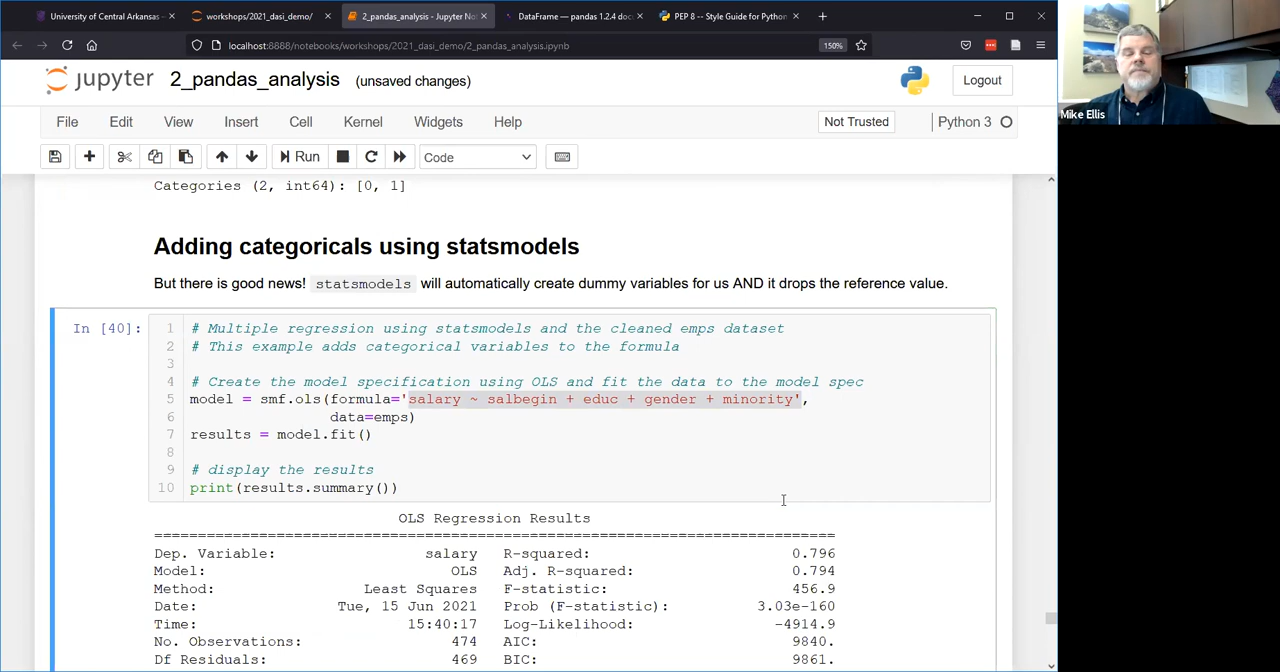 University of Central Arkansas
workshops/2021_dasi_demo/
2_pandas_analysis - Jupyter No
DataFrame — pandas 1.2.4 doc
PEP 8 -- Style Guide for Python
localhost:8888/notebooks/workshops/2021_dasi_demo/2_pandas_analysis.ipynb
150%
Mike Ellis
jupyter
2_pandas_analysis
(unsaved changes)
Logout
File
Edit
View
Insert
Cell
Kernel
Widgets
Help
Not Trusted
Python 3
Run
Code
Categories (2, int64): [0, 1]
Adding categoricals using statsmodels
But there is good news! statsmodels will automatically create dummy variables for us AND it drops the reference value.
In [40]:
1 # Multiple regression using statsmodels and the cleaned emps dataset
2 # This example adds categorical variables to the formula
3
4 # Create the model specification using OLS and fit the data to the model spec
5 model = smf.ols(formula='salary ~ salbegin + educ + gender + minority',
6 data=emps)
7 results = model.fit()
8
9 # display the results
10 print(results.summary())
OLS Regression Results
==============================================================================
Dep. Variable: salary R-squared: 0.796
Model: OLS Adj. R-squared: 0.794
Method: Least Squares F-statistic: 456.9
Date: Tue, 15 Jun 2021 Prob (F-statistic): 3.03e-160
Time: 15:40:17 Log-Likelihood: -4914.9
No. Observations: 474 AIC: 9840.
Df Residuals: 469 BIC: 9861.